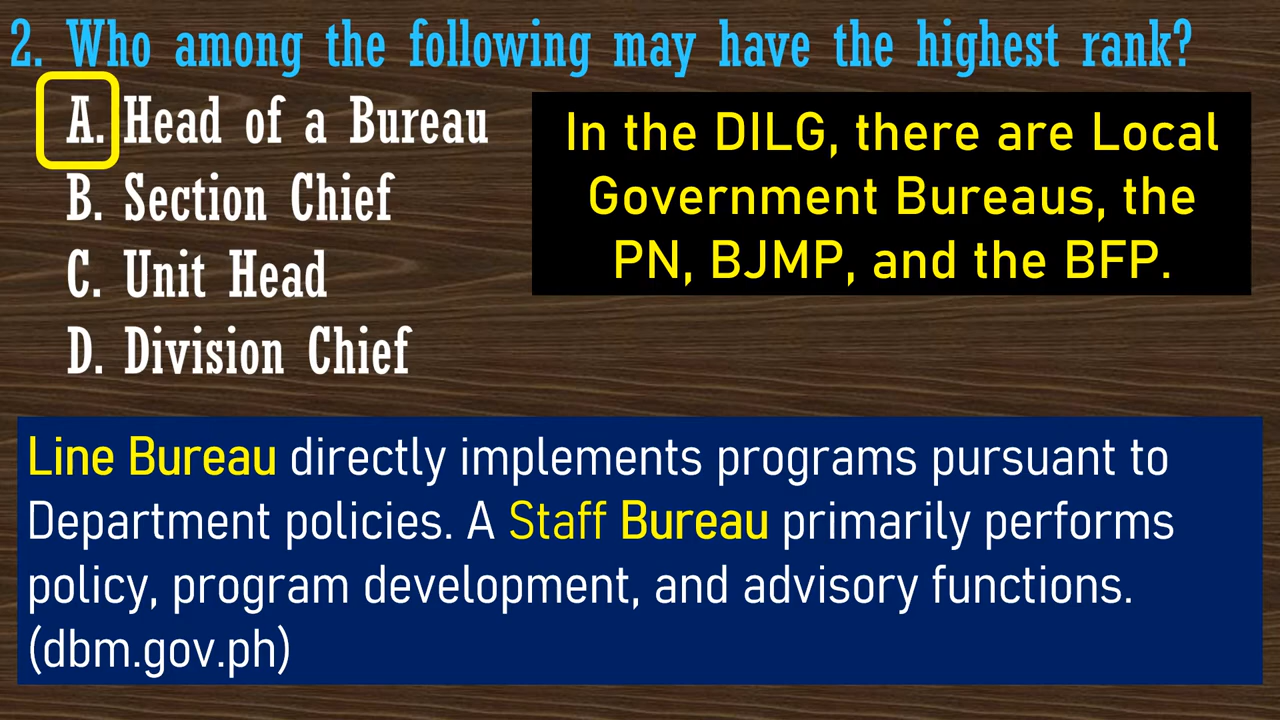 2. Who among the following may have the highest rank?
A. Head of a Bureau
B. Section Chief
C. Unit Head
D. Division Chief
In the DILG, there are Local
Government Bureaus, the
PN, BJMP, and the BFP.
Line Bureau directly implements programs pursuant to
Department policies. A Staff Bureau primarily performs
policy, program development, and advisory functions.
(dbm.gov.ph)